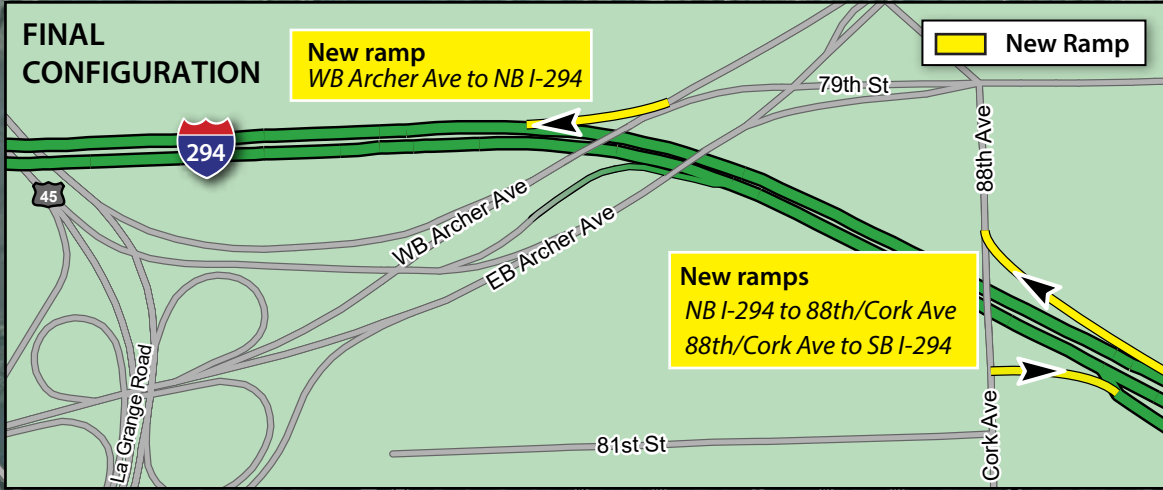 FINAL
CONFIGURATION
New ramp
WB Archer Ave to NB I-294
New Ramp
79th St
294
45
88th Ave
WB Archer Ave
EB Archer Ave
New ramps
NB I-294 to 88th/Cork Ave
88th/Cork Ave to SB I-294
La Grange Road
81st St
Cork Ave